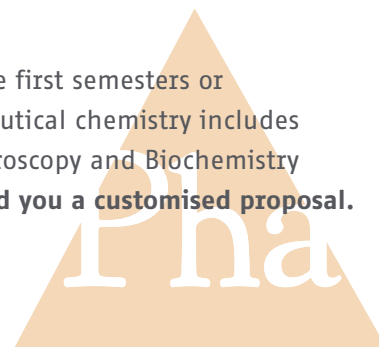 e first semesters or
utical chemistry includes
roscopy and Biochemistry
d you a customised proposal.
Pha